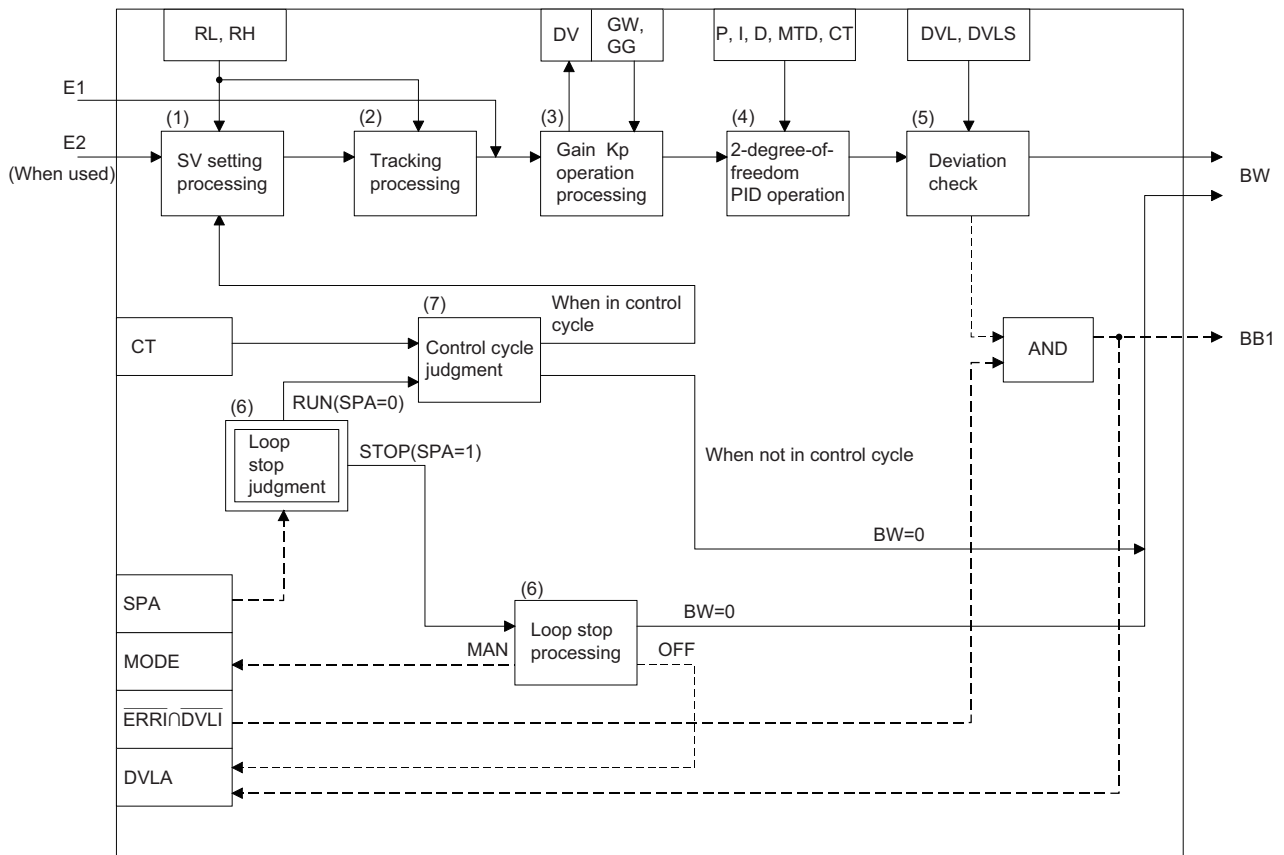 RL, RH
DV
GW,
GG
P, I, D, MTD, CT
DVL, DVLS
E1
E2
(When used)
(1)
SV setting
processing
(2)
Tracking
processing
(3)
Gain Kp
operation
processing
(4)
2-degree-of-
freedom
PID operation
(5)
Deviation
check
BW
When in control
cycle
(7)
CT
Control cycle
judgment
AND
BB1
RUN(SPA=0)
(6)
Loop
stop
judgment
STOP(SPA=1)
When not in control cycle
BW=0
SPA
(6)
Loop stop
processing
BW=0
MODE
MAN
OFF
E̅R̅R̅I̅∩D̅V̅L̅I̅
DVLA